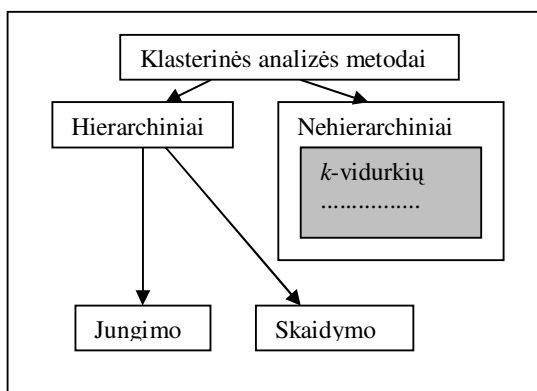 Klasterinės analizės metodai
Hierarchiniai
Nehierarchiniai
k-vidurkių
.................
Jungimo
Skaidymo